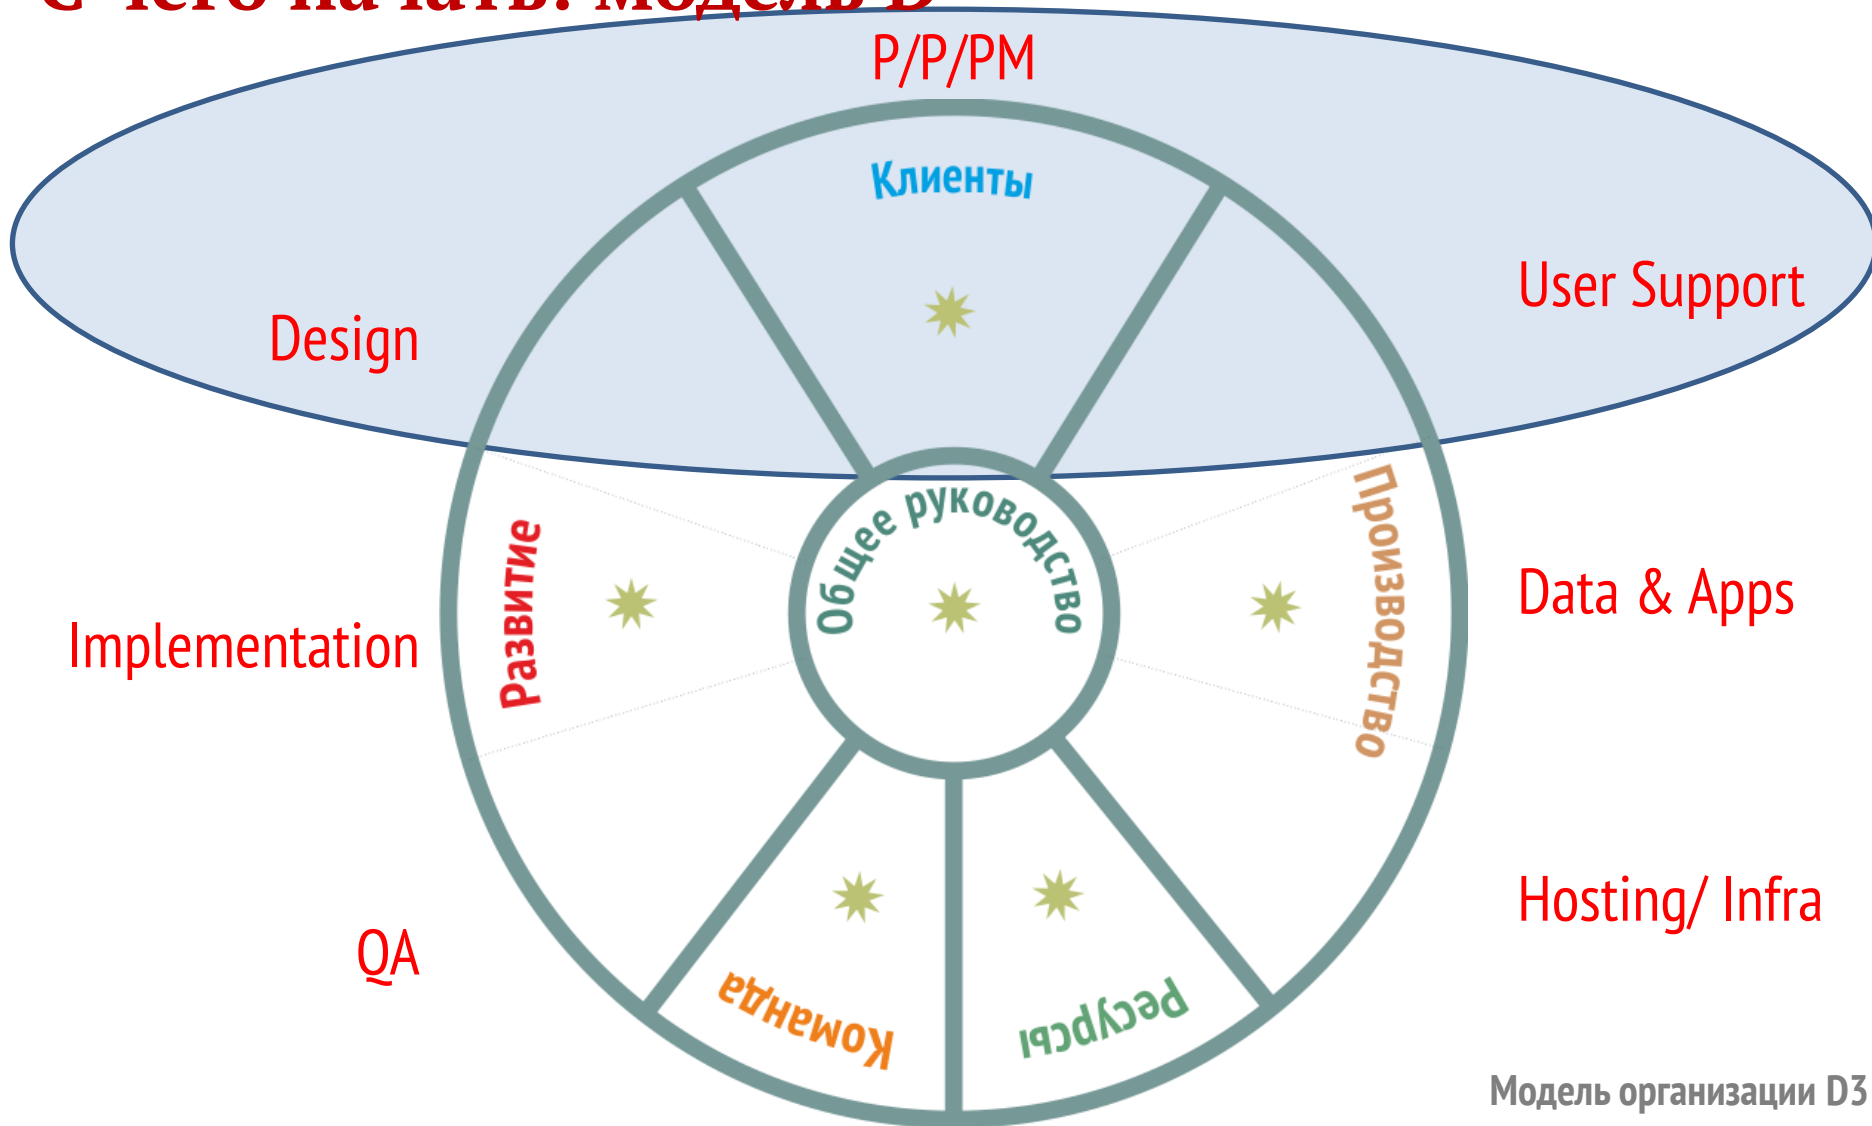 модель D
P/P/PM
Клиенты
User Support
Design
Общее руководство
Развитие
Производство
Data & Apps
Implementation
Hosting/ Infra
QA
Команда
Ресурсы
Модель организации D3